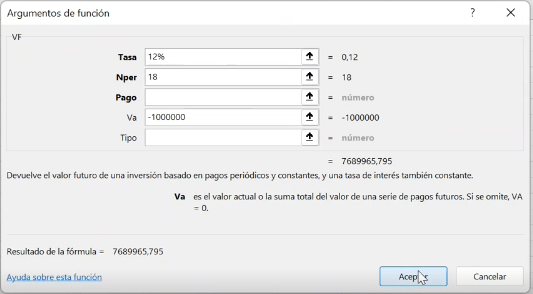 Argumentos de función ? ×
VF
Tasa 12% = 0,12
Nper 18 = 18
Pago = número
Va -1000000 = -1000000
Tipo = número
= 7689965,795
Devuelve el valor futuro de una inversión basado en pagos periódicos y constantes, y una tasa de interés también constante.
Va es el valor actual o la suma total del valor de una serie de pagos futuros. Si se omite, VA
= 0.
Resultado de la fórmula = 7689965,795
Ayuda sobre esta función Aceptar Cancelar